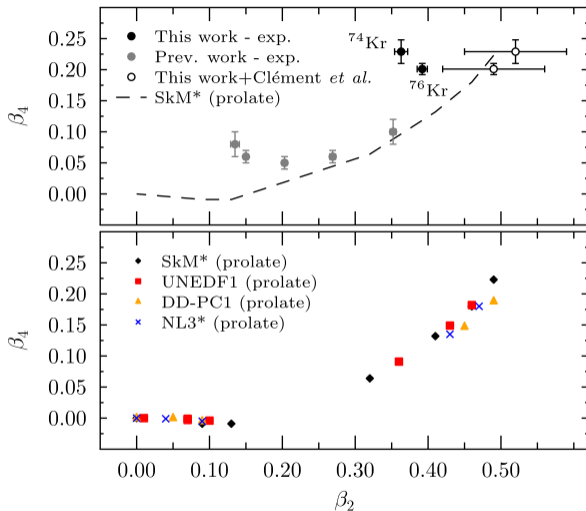 This work - exp.
Prev. work - exp.
This work+Clément et al.
SkM* (prolate)
⁷⁴Kr
⁷⁶Kr
β₄
0.25
0.20
0.15
0.10
0.05
0.00
SkM* (prolate)
UNEDF1 (prolate)
DD-PC1 (prolate)
NL3* (prolate)
β₄
0.25
0.20
0.15
0.10
0.05
0.00
0.00 0.10 0.20 0.30 0.40 0.50
β₂